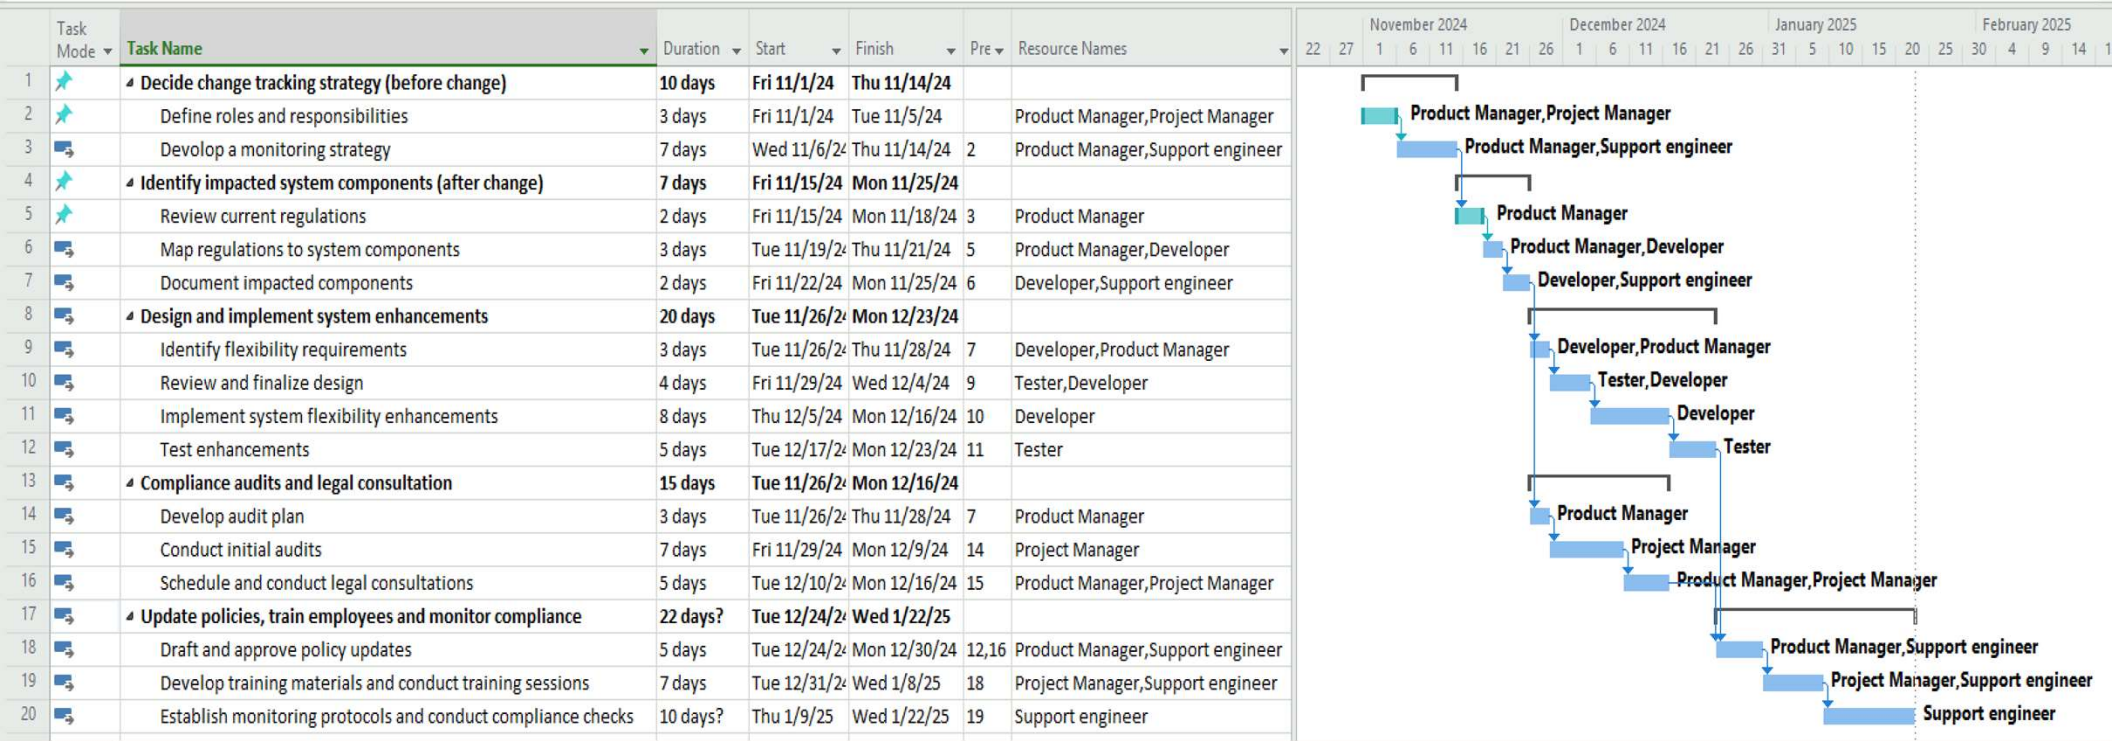 Task Mode Task Name Duration Start Finish Pre Resource Names
November 2024 December 2024 January 2025 February 2025
22 27 1 6 11 16 21 26 1 6 11 16 21 26 31 5 10 15 20 25 30 4 9 14
1 Decide change tracking strategy (before change) 10 days Fri 11/1/24 Thu 11/14/24
2 Define roles and responsibilities 3 days Fri 11/1/24 Tue 11/5/24 Product Manager,Project Manager Product Manager,Project Manager
3 Devolop a monitoring strategy 7 days Wed 11/6/24 Thu 11/14/24 2 Product Manager,Support engineer Product Manager,Support engineer
4 Identify impacted system components (after change) 7 days Fri 11/15/24 Mon 11/25/24
5 Review current regulations 2 days Fri 11/15/24 Mon 11/18/24 3 Product Manager Product Manager
6 Map regulations to system components 3 days Tue 11/19/24 Thu 11/21/24 5 Product Manager,Developer Product Manager,Developer
7 Document impacted components 2 days Fri 11/22/24 Mon 11/25/24 6 Developer,Support engineer Developer,Support engineer
8 Design and implement system enhancements 20 days Tue 11/26/24 Mon 12/23/24
9 Identify flexibility requirements 3 days Tue 11/26/24 Thu 11/28/24 7 Developer,Product Manager Developer,Product Manager
10 Review and finalize design 4 days Fri 11/29/24 Wed 12/4/24 9 Tester,Developer Tester,Developer
11 Implement system flexibility enhancements 8 days Thu 12/5/24 Mon 12/16/24 10 Developer Developer
12 Test enhancements 5 days Tue 12/17/24 Mon 12/23/24 11 Tester Tester
13 Compliance audits and legal consultation 15 days Tue 11/26/24 Mon 12/16/24
14 Develop audit plan 3 days Tue 11/26/24 Thu 11/28/24 7 Product Manager Product Manager
15 Conduct initial audits 7 days Fri 11/29/24 Mon 12/9/24 14 Project Manager Project Manager
16 Schedule and conduct legal consultations 5 days Tue 12/10/24 Mon 12/16/24 15 Product Manager,Project Manager Product Manager,Project Manager
17 Update policies, train employees and monitor compliance 22 days? Tue 12/24/24 Wed 1/22/25
18 Draft and approve policy updates 5 days Tue 12/24/24 Mon 12/30/24 12,16 Product Manager,Support engineer Product Manager,Support engineer
19 Develop training materials and conduct training sessions 7 days Tue 12/31/24 Wed 1/8/25 18 Project Manager,Support engineer Project Manager,Support engineer
20 Establish monitoring protocols and conduct compliance checks 10 days? Thu 1/9/25 Wed 1/22/25 19 Support engineer Support engineer